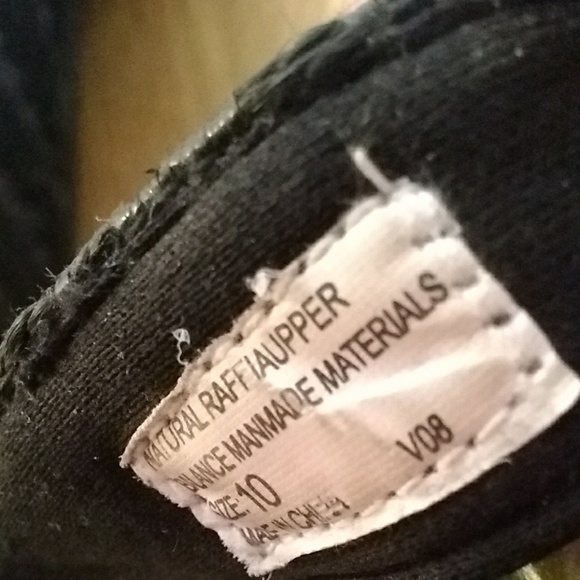 NATURAL RAFFIAUPPER
BALANCE MANMADE MATERIALS
SIZE: 10 V08
MADE IN CHINA